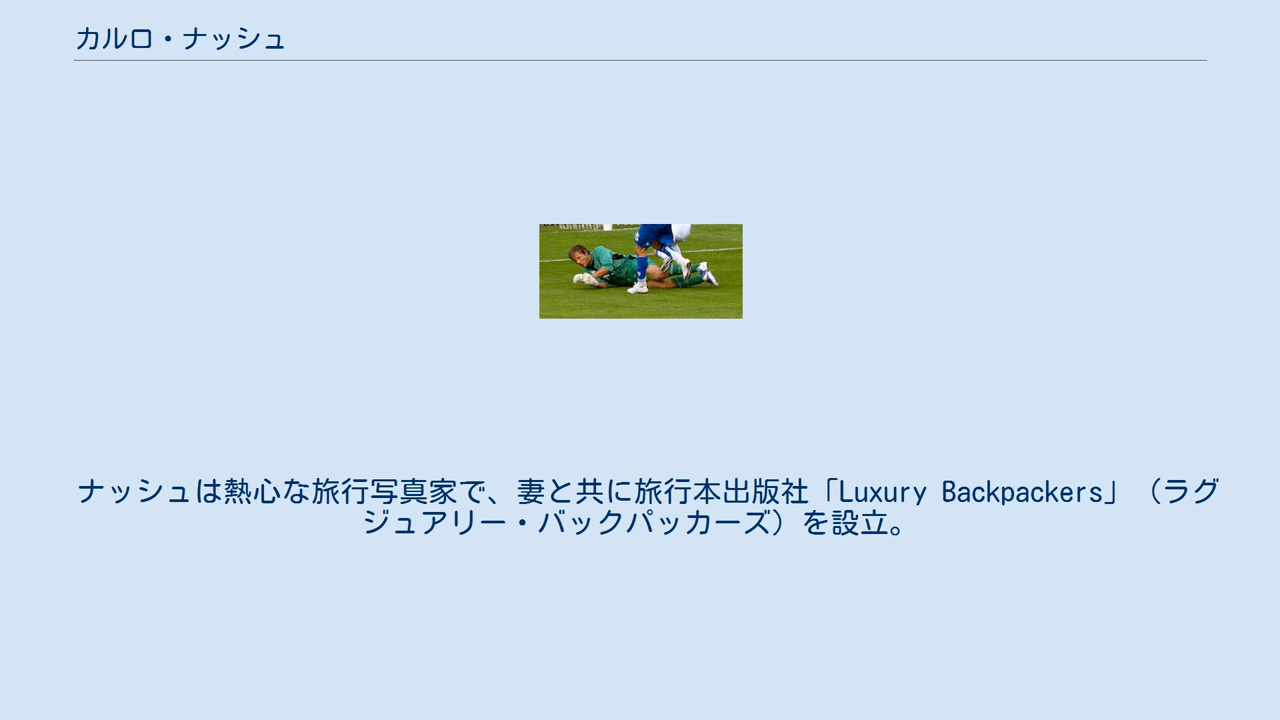 カルロ・ナッシュ
ナッシュは熱心な旅行写真家で、妻と共に旅行本出版社「Luxury Backpackers」（ラグ
ジュアリー・バックパッカーズ）を設立。